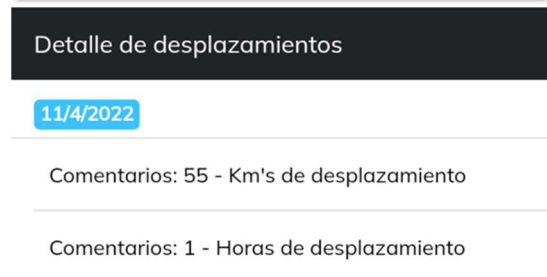 Detalle de desplazamientos
11/4/2022
Comentarios: 55 - Km's de desplazamiento
Comentarios: 1 - Horas de desplazamiento